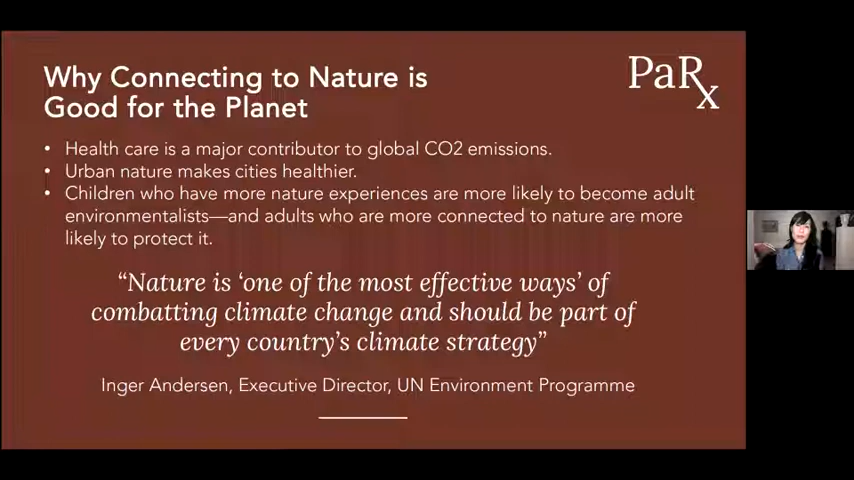 Why Connecting to Nature is
Good for the Planet
PaRx
• Health care is a major contributor to global CO2 emissions.
• Urban nature makes cities healthier.
• Children who have more nature experiences are more likely to become adult
environmentalists—and adults who are more connected to nature are more
likely to protect it.
“Nature is ‘one of the most effective ways’ of
combatting climate change and should be part of
every country’s climate strategy”
Inger Andersen, Executive Director, UN Environment Programme